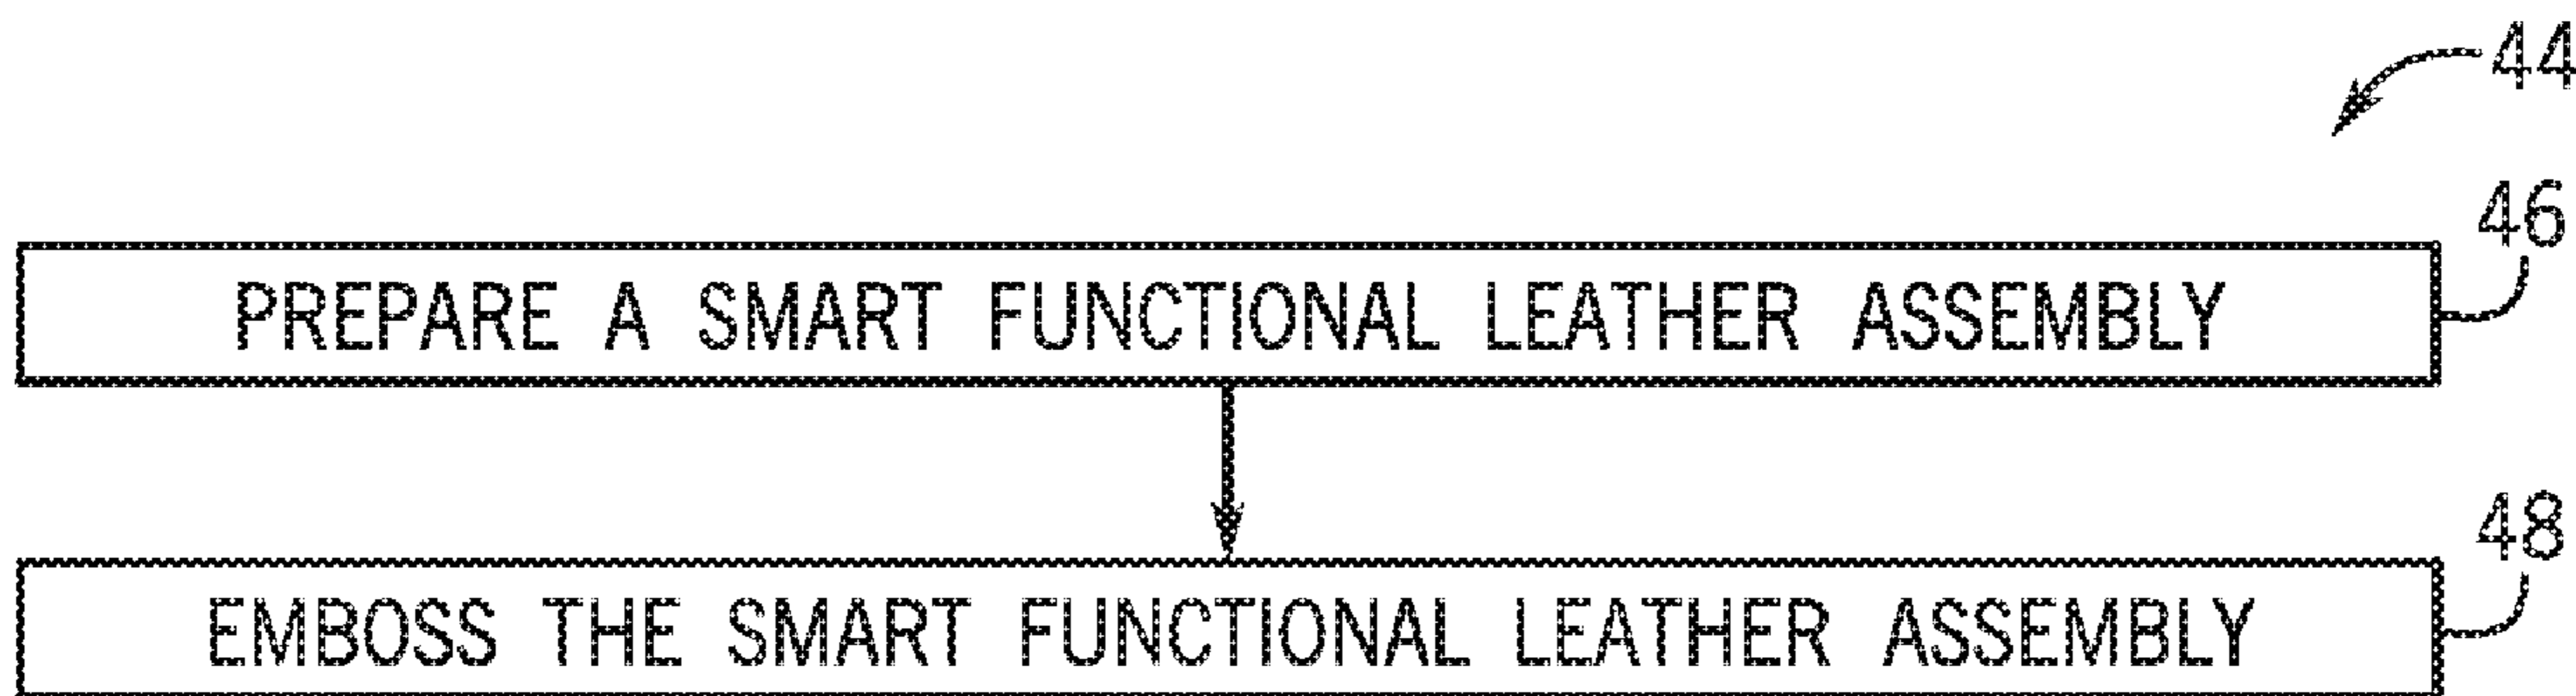 44
46
PREPARE A SMART FUNCTIONAL LEATHER ASSEMBLY
48
EMBOSS THE SMART FUNCTIONAL LEATHER ASSEMBLY